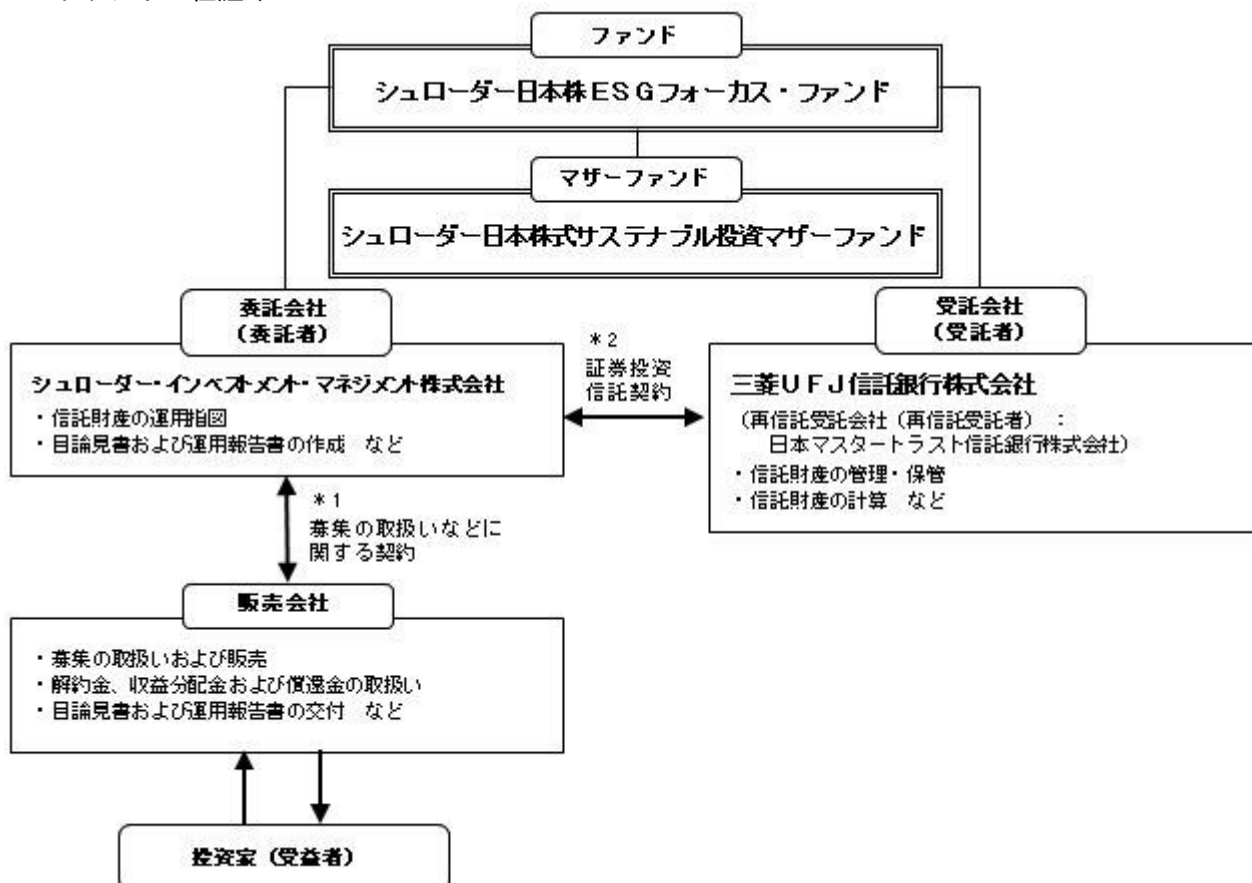 ファンド
シュローダー日本株ESGフォーカス・ファンド
マザーファンド
シュローダー日本株式サステナブル投資マザーファンド
委託会社
(委託者)
シュローダー・インベストメント・マネジメント株式会社
・信託財産の運用指図
・目論見書および運用報告書の作成 など
*2
証券投資
信託契約
受託会社
(受託者)
三菱UFJ信託銀行株式会社
(再信託受託会社(再信託受託者) :
日本マスタートラスト信託銀行株式会社)
・信託財産の管理・保管
・信託財産の計算 など
*1
募集の取扱いなどに
関する契約
販売会社
・募集の取扱いおよび販売
・解約金、収益分配金および償還金の取扱い
・目論見書および運用報告書の交付 など
投資家(受益者)